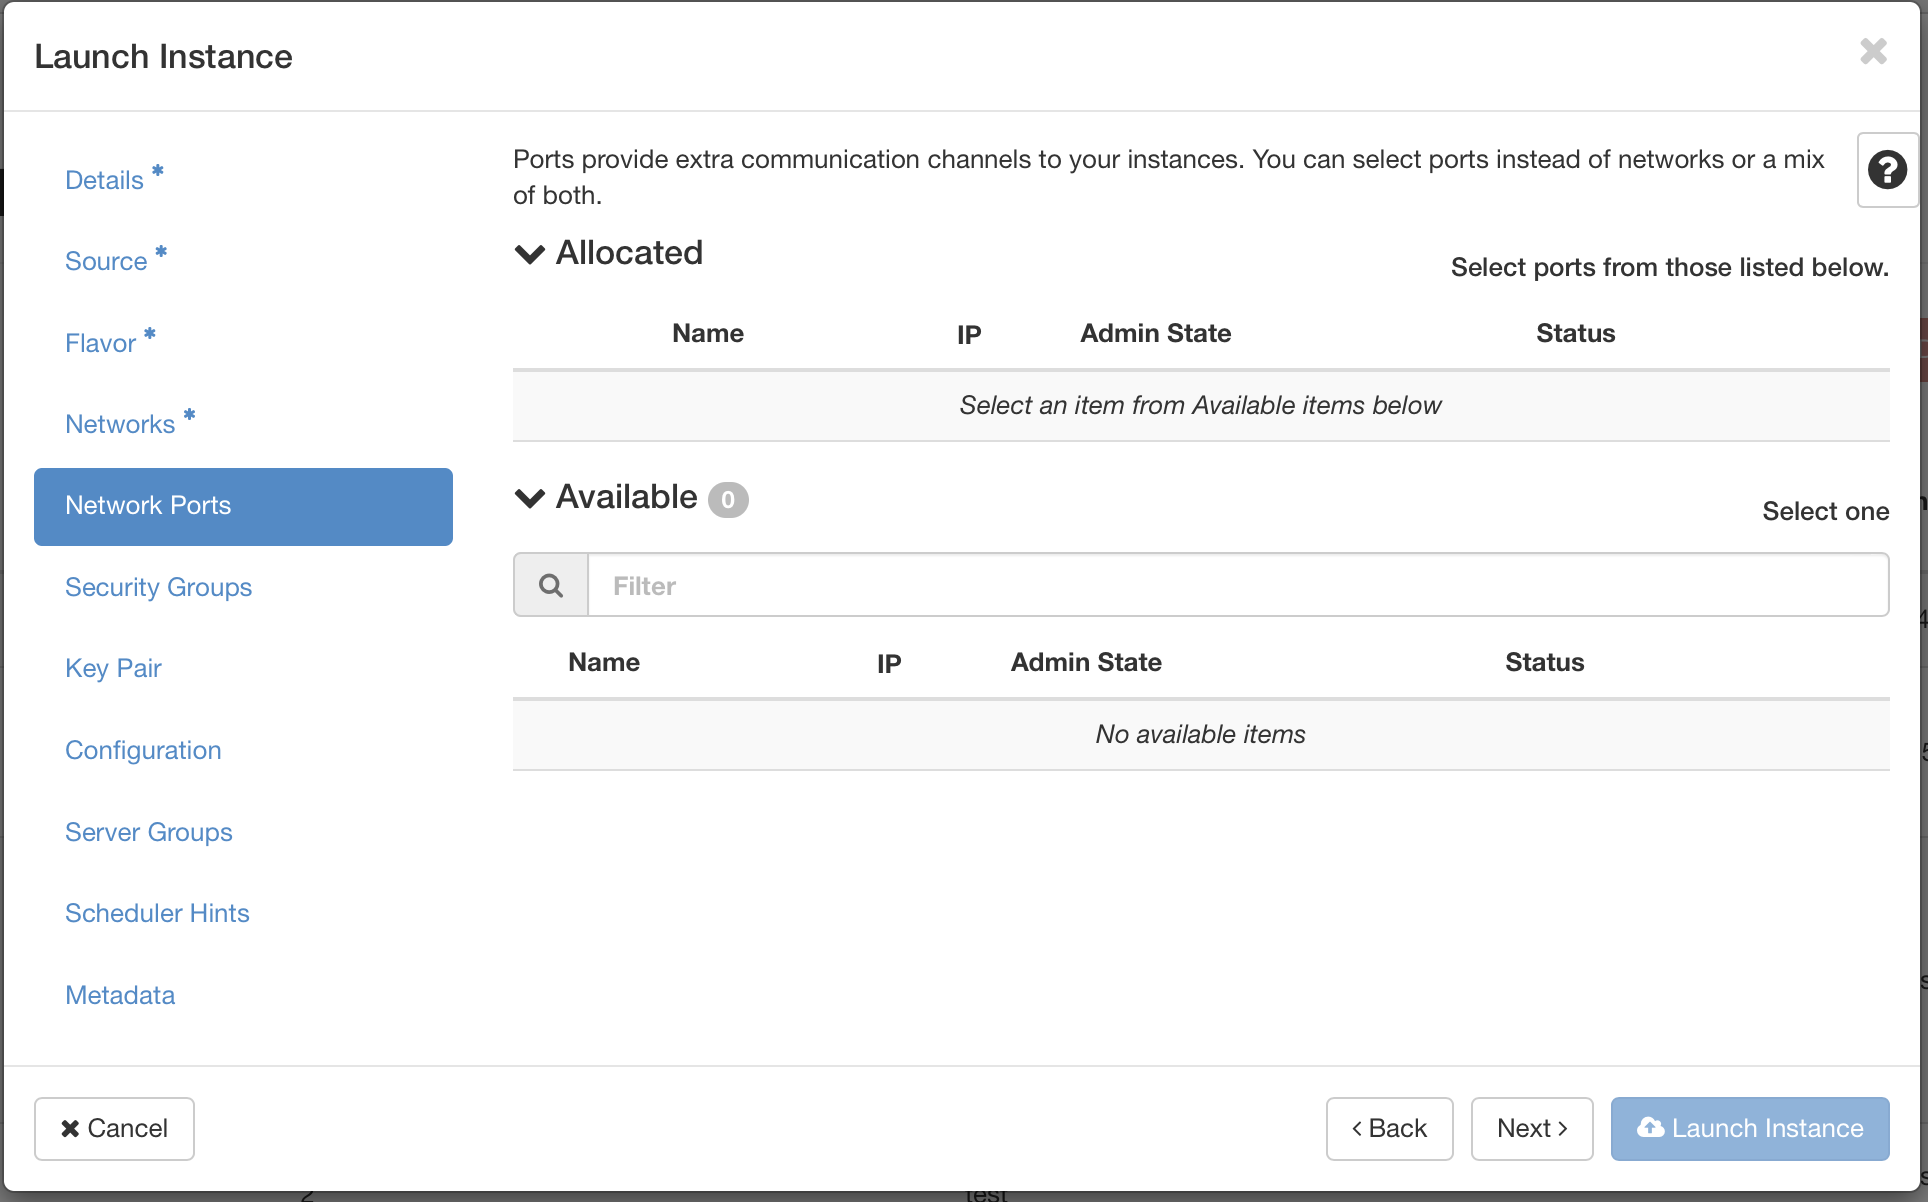 Launch Instance
Details *
Source *
Flavor *
Networks *
Network Ports
Security Groups
Key Pair
Configuration
Server Groups
Scheduler Hints
Metadata
Ports provide extra communication channels to your instances. You can select ports instead of networks or a mix
of both.
Allocated
Select ports from those listed below.
Name IP Admin State Status
Select an item from Available items below
Available 0
Select one
Filter
Name IP Admin State Status
No available items
Cancel
< Back
Next >
Launch Instance